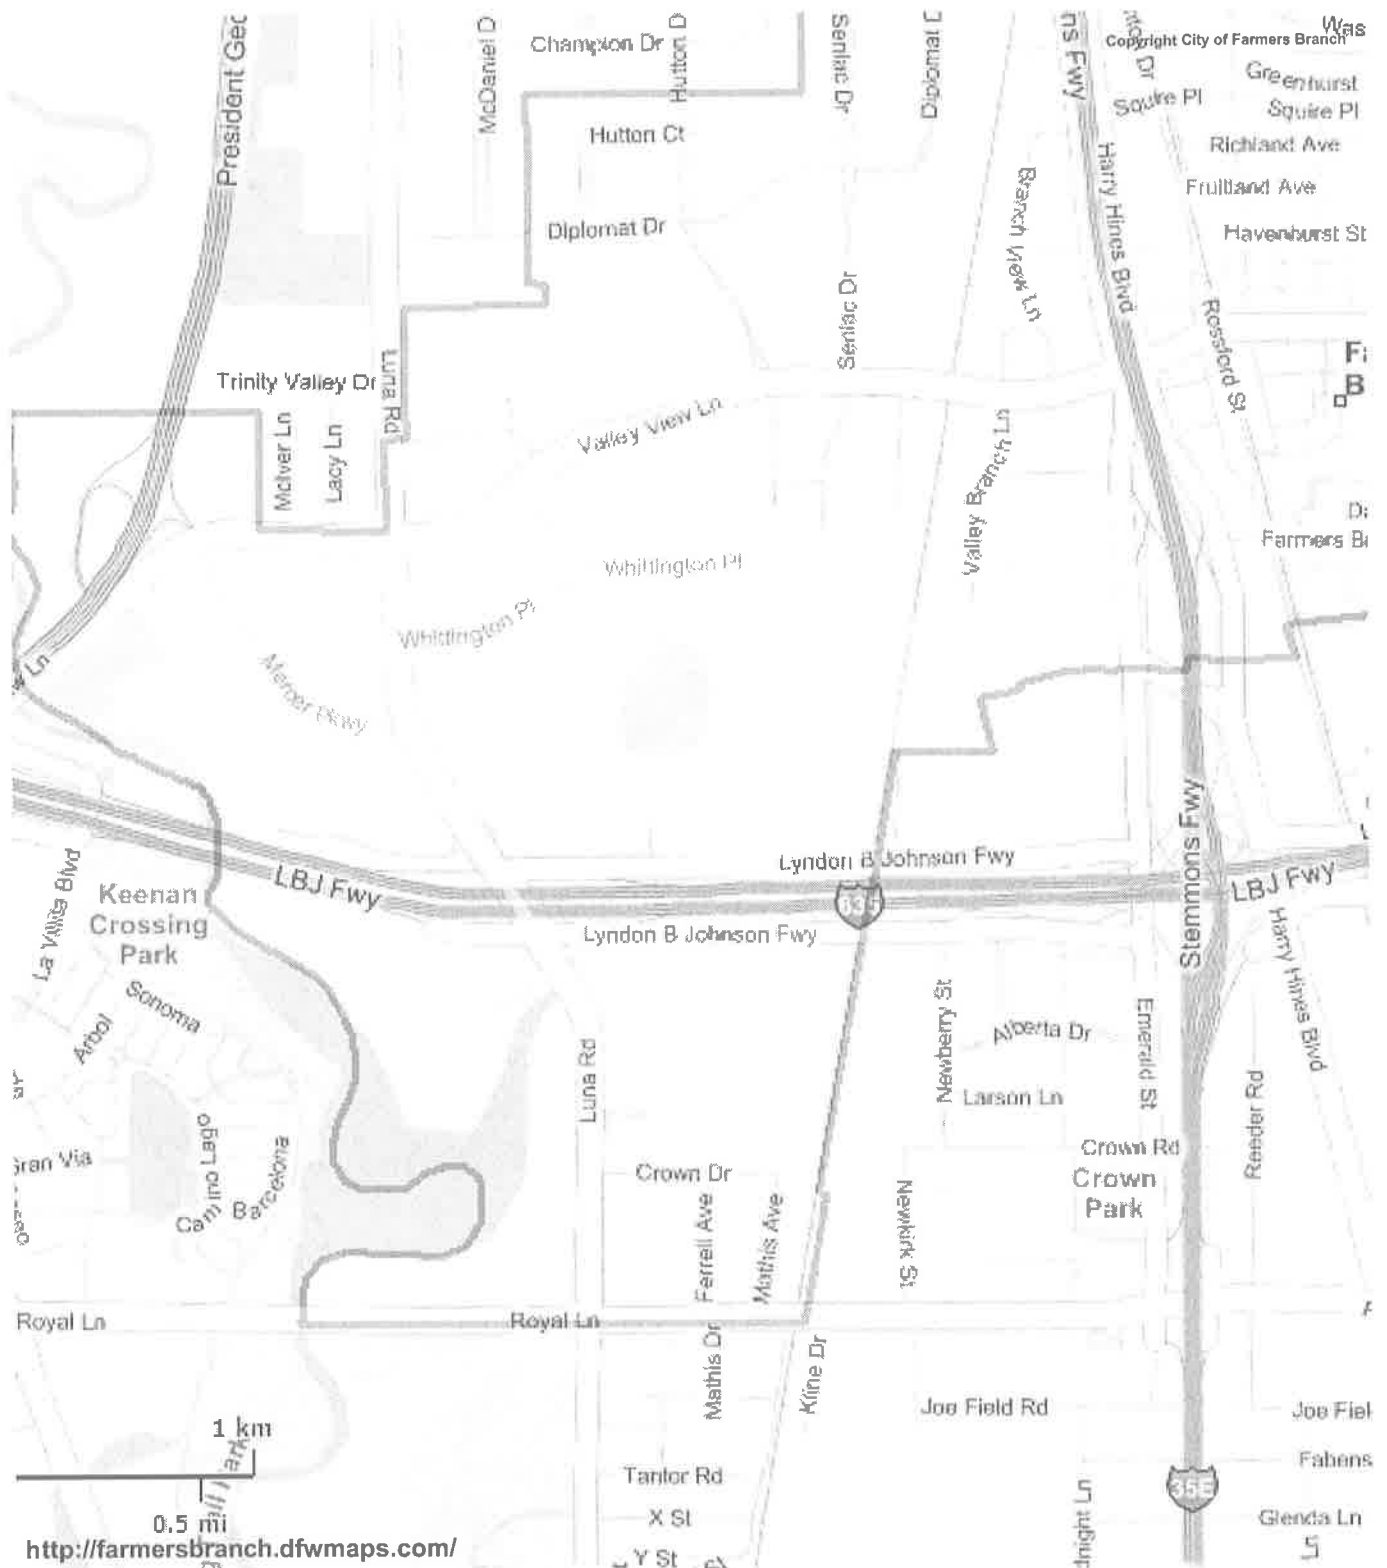 President Geo
McDaniel D
Champion Dr
Hutton D
Senlac Dr
Diplomat D
ns Fwy
Copyright City of Farmers Branch
Squire Pl
Greenhurst
Squire Pl
Hutton Ct
Harry Hines Blvd
Richland Ave
Branch View Ln
Fruitland Ave
Diplomat Dr
Havenhurst St
Senlac Dr
Rossford St
Trinity Valley Dr
Luna Rd
B
McIver Ln
Lacy Ln
Valley View Ln
Valley Branch Ln
Farmers B
Whittington Pl
Whittington Pl
Ln
Mercer Pkwy
Stemmons Fwy
Lyndon B Johnson Fwy
La Villita Blvd
LBJ Fwy
LBJ Fwy
Keenan
Crossing
Park
635
Lyndon B Johnson Fwy
Harry Hines Blvd
Sonoma
Arbol
Newberry St
Alberta Dr
Emerald St
Luna Rd
Larson Ln
Reeder Rd
Gran Via
Camino Lago
Barcelona
Crown Rd
Crown
Park
Crown Dr
Ferrell Ave
Mathis Ave
Newkirk St
Royal Ln
Royal Ln
Mathis Dr
Kline Dr
Joe Field Rd
Joe Fiel
1 km
Fabens
Tantor Rd
35E
0.5 mi
X St
dnight Ln
Glenda Ln
http://farmersbranch.dfwmaps.com/
Y St
Ln